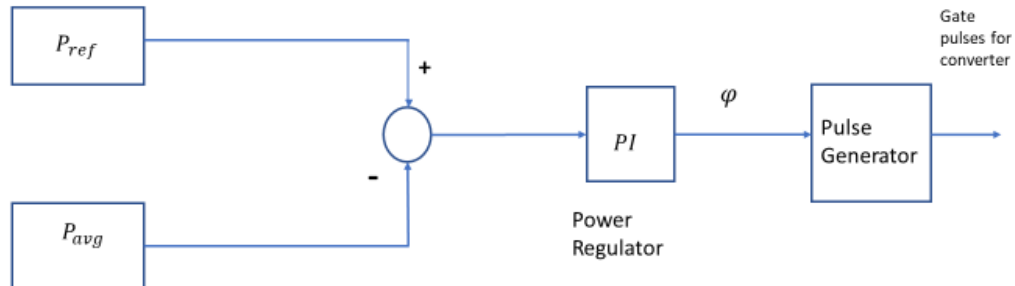 P_ref
+
-
P_avg
PI
Power
Regulator
φ
Pulse
Generator
Gate
pulses for
converter